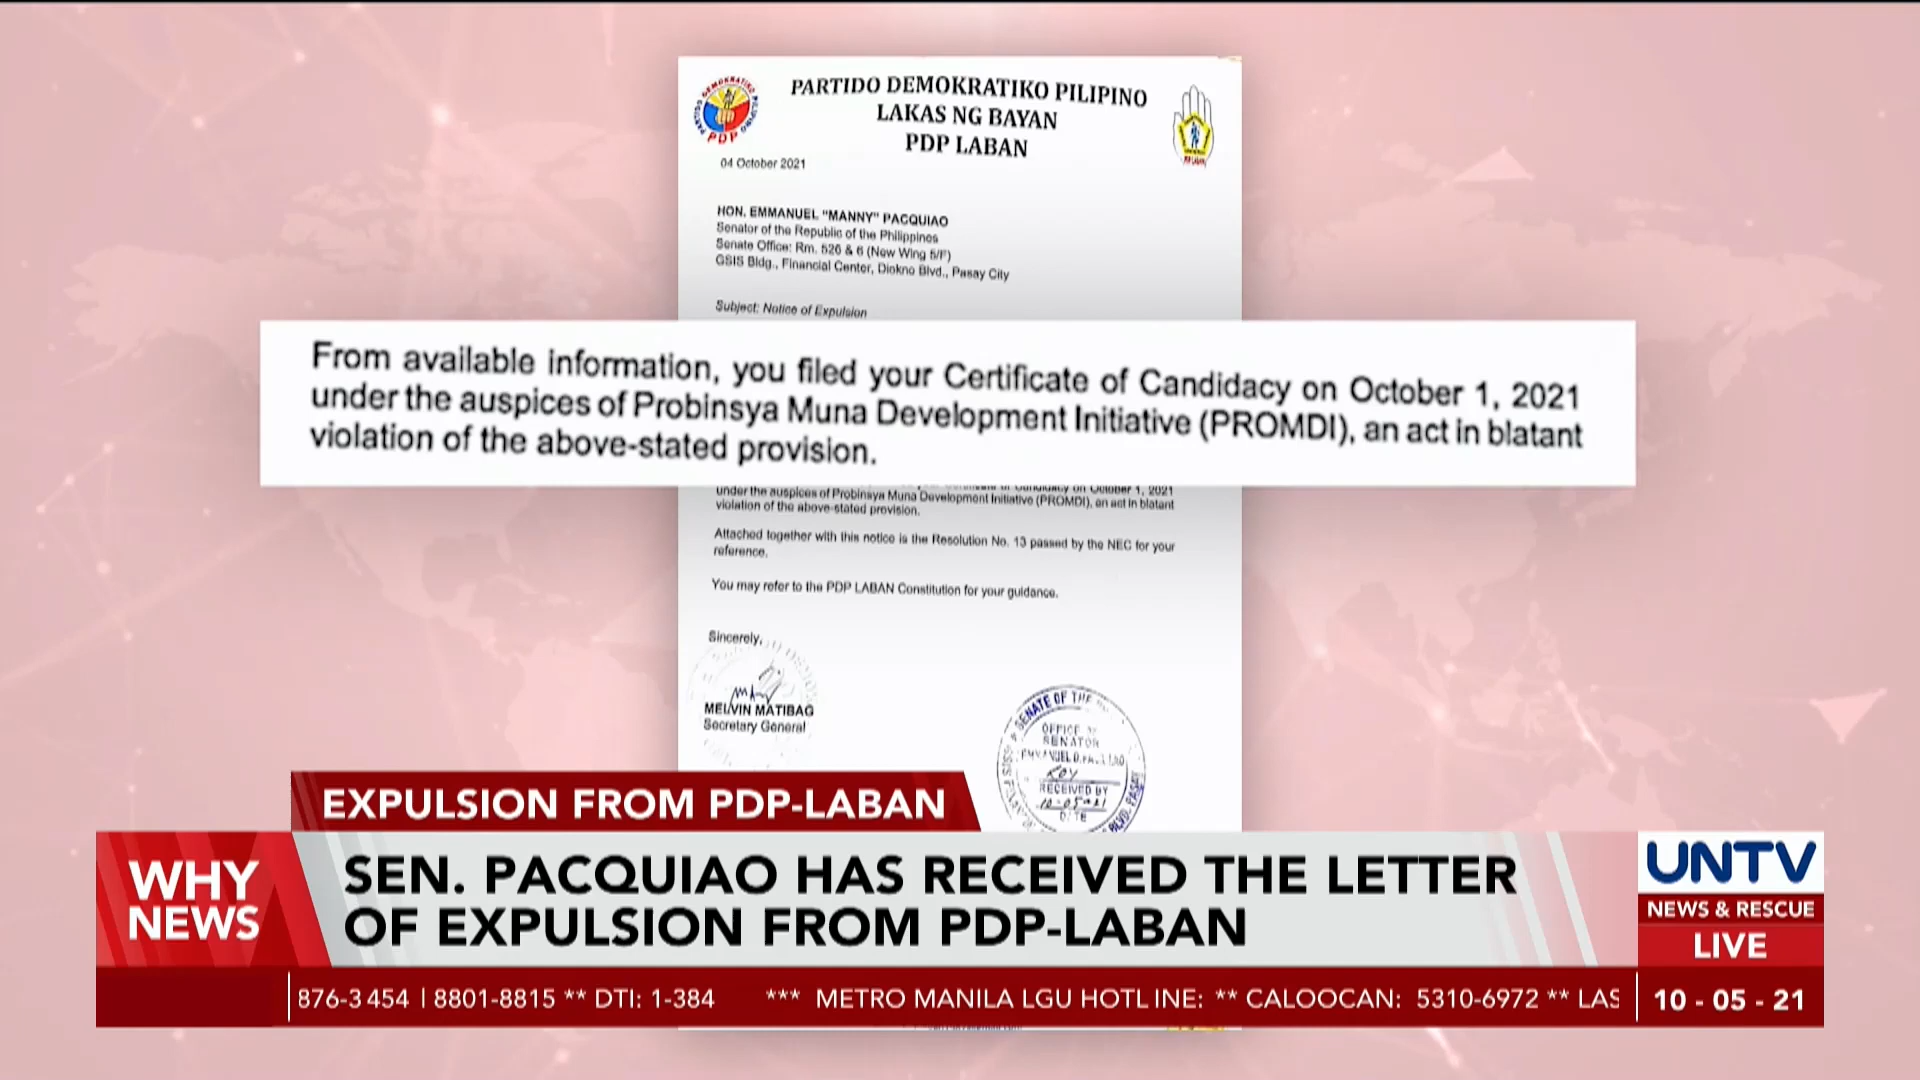 PARTIDO DEMOKRATIKO PILIPINO
LAKAS NG BAYAN
PDP LABAN
PDP
04 October 2021
HON. EMMANUEL "MANNY" PACQUIAO
Senator of the Republic of the Philippines
Senate Office: Rm. 526 & 6 (New Wing 5/F)
GSIS Bldg., Financial Center, Diokno Blvd., Pasay City
Subject: Notice of Expulsion
From available information, you filed your Certificate of Candidacy on October 1, 2021
under the auspices of Probinsya Muna Development Initiative (PROMDI), an act in blatant
violation of the above-stated provision.
under the auspices of Probinsya Muna Development Initiative (PROMDI), an act in blatant
violation of the above-stated provision.
Attached together with this notice is the Resolution No. 13 passed by the NEC for your
reference.
You may refer to the PDP LABAN Constitution for your guidance.
Sincerely,
MELVIN MATIBAG
Secretary General
SENATE OF THE
OFFICE OF
SENATOR
RECEIVED BY
DATE
EXPULSION FROM PDP-LABAN
WHY
NEWS
SEN. PACQUIAO HAS RECEIVED THE LETTER
OF EXPULSION FROM PDP-LABAN
UNTV
NEWS & RESCUE
LIVE
876-3454 | 8801-8815 ** DTI: 1-384 *** METRO MANILA LGU HOTLINE: ** CALOOCAN: 5310-6972 ** LAS
10 - 05 - 21